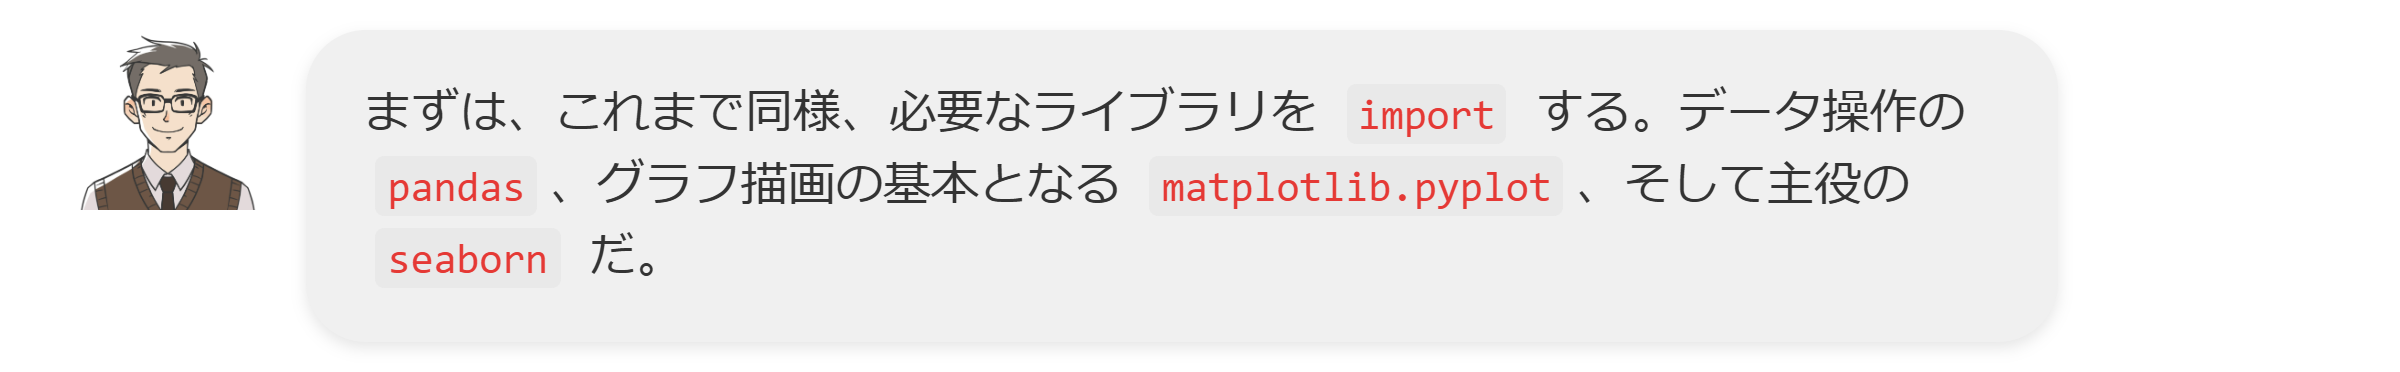 まずは、これまで同様、必要なライブラリを import する。データ操作の
pandas 、グラフ描画の基本となる matplotlib.pyplot 、そして主役の
seaborn だ。